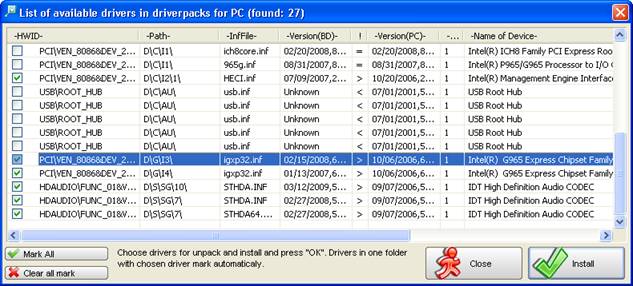 List of available drivers in driverpacks for PC (found: 27)
-HWID- -Path- -InfFile- -Version(BD)- ! -Version(PC)- -... -Name of Device-
PCI\VEN_8086&DEV_2... D\C\I1\ ich8core.inf 02/20/2008,8... = 02/20/2008,8... 1 Intel(R) ICH8 Family PCI Express Roo
PCI\VEN_8086&DEV_2... D\C\I1\ 965g.inf 08/31/2007,8... = 08/31/2007,8... 1 Intel(R) P965/G965 Processor to I/O C
PCI\VEN_8086&DEV_2... D\C\I2\1\ HECI.inf 07/09/2007,2... > 10/20/2006,2... 1 Intel(R) Management Engine Interface
USB\ROOT_HUB D\C\AU\ usb.inf Unknown < 07/01/2001,5... 1 USB Root Hub
USB\ROOT_HUB D\C\AU\ usb.inf Unknown < 07/01/2001,5... 1 USB Root Hub
USB\ROOT_HUB D\C\AU\ usb.inf Unknown < 07/01/2001,5... 1 USB Root Hub
USB\ROOT_HUB D\C\AU\ usb.inf Unknown < 07/01/2001,5... 1 USB Root Hub
USB\ROOT_HUB D\C\AU\ usb.inf Unknown < 07/01/2001,5... 1 USB Root Hub
PCI\VEN_8086&DEV_2... D\G\I3\ igxp32.inf 02/15/2008,6... > 10/06/2006,6... 1 Intel(R) G965 Express Chipset Family
PCI\VEN_8086&DEV_2... D\G\I4\ igxp32.inf 01/13/2007,6... > 10/06/2006,6... 1 Intel(R) G965 Express Chipset Family
HDAUDIO\FUNC_01&V... D\S\SG\10\ STHDA.INF 03/12/2009,5... > 09/07/2006,5... 1 IDT High Definition Audio CODEC
HDAUDIO\FUNC_01&V... D\S\SG\7\ STHDA.INF 02/27/2008,5... > 09/07/2006,5... 1 IDT High Definition Audio CODEC
HDAUDIO\FUNC_01&V... D\S\SG\7\ STHDA64.... 02/27/2008,5... > 09/07/2006,5... 1 IDT High Definition Audio CODEC
Mark All
Clear all mark
Choose drivers for unpack and install and press "OK". Drivers in one folder
with chosen driver mark automaticaly.
Close
Install